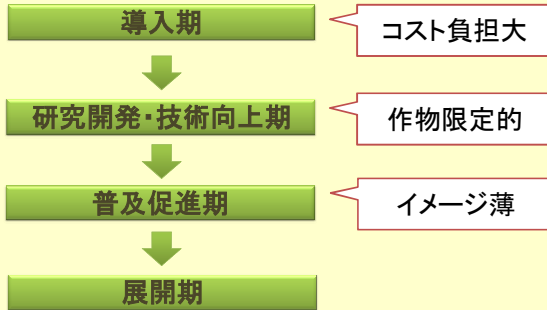 導入期
コスト負担大
研究開発・技術向上期
作物限定的
普及促進期
イメージ薄
展開期